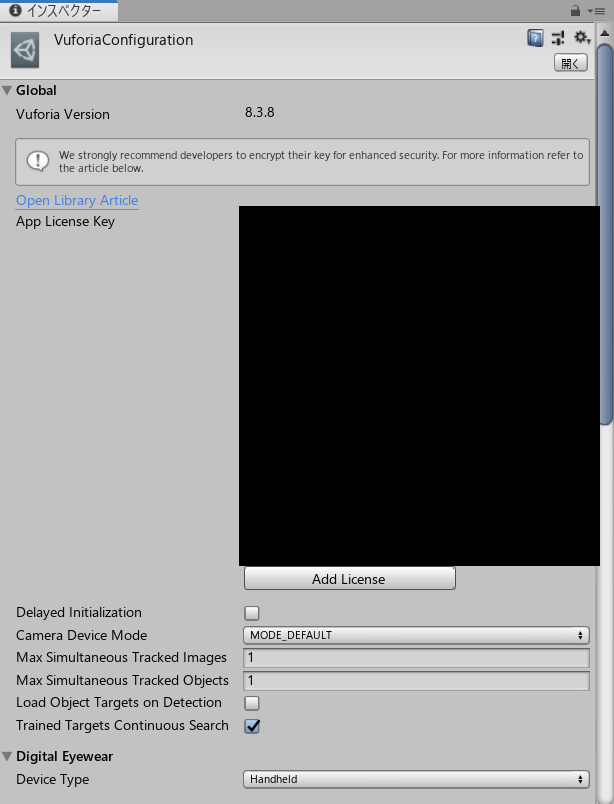 インスペクター
VuforiaConfiguration
開く
Global
Vuforia Version 8.3.8
We strongly recommend developers to encrypt their key for enhanced security. For more information refer to
the article below.
Open Library Article
App License Key
Add License
Delayed Initialization
Camera Device Mode MODE_DEFAULT
Max Simultaneous Tracked Images 1
Max Simultaneous Tracked Objects 1
Load Object Targets on Detection
Trained Targets Continuous Search
Digital Eyewear
Device Type Handheld